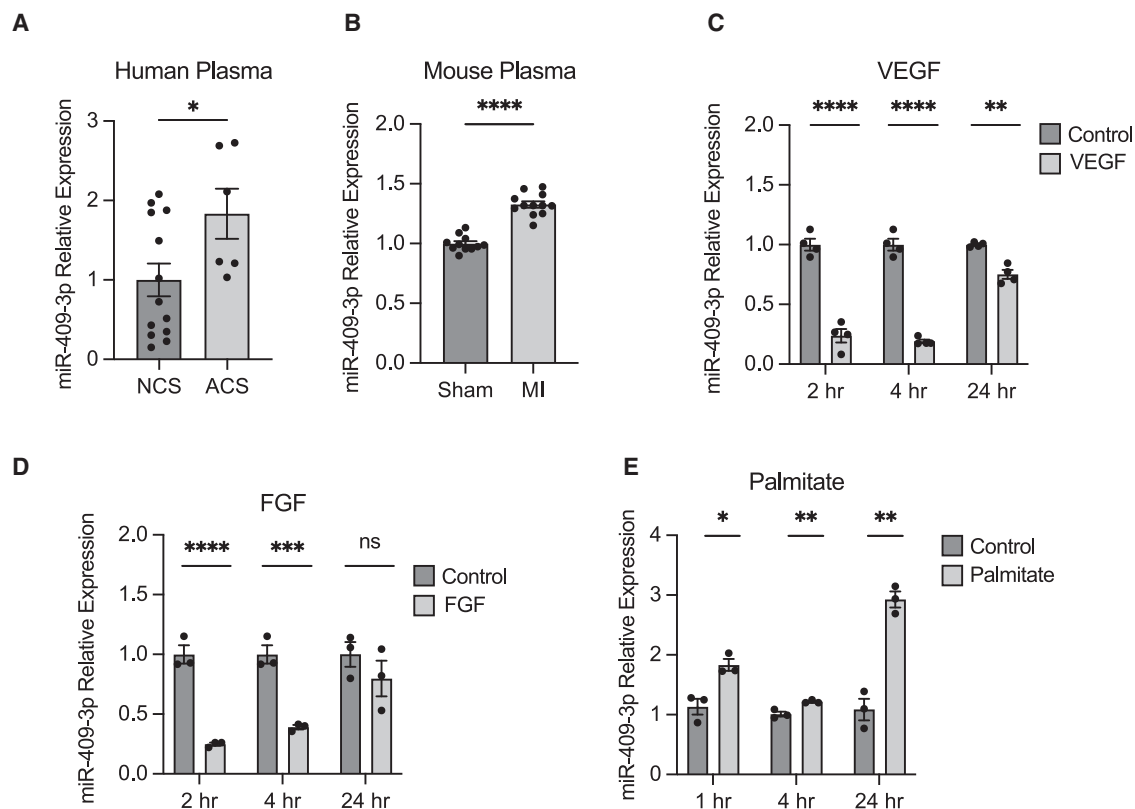 A
Human Plasma
*
miR-409-3p Relative Expression
3
2
1
0
NCS
ACS
B
Mouse Plasma
****
miR-409-3p Relative Expression
2.0
1.5
1.0
0.5
0.0
Sham
MI
C
VEGF
****
****
**
miR-409-3p Relative Expression
2.0
1.5
1.0
0.5
0.0
2 hr
4 hr
24 hr
Control
VEGF
D
FGF
****
***
ns
miR-409-3p Relative Expression
2.0
1.5
1.0
0.5
0.0
2 hr
4 hr
24 hr
Control
FGF
E
Palmitate
*
**
**
miR-409-3p Relative Expression
4
3
2
1
0
1 hr
4 hr
24 hr
Control
Palmitate